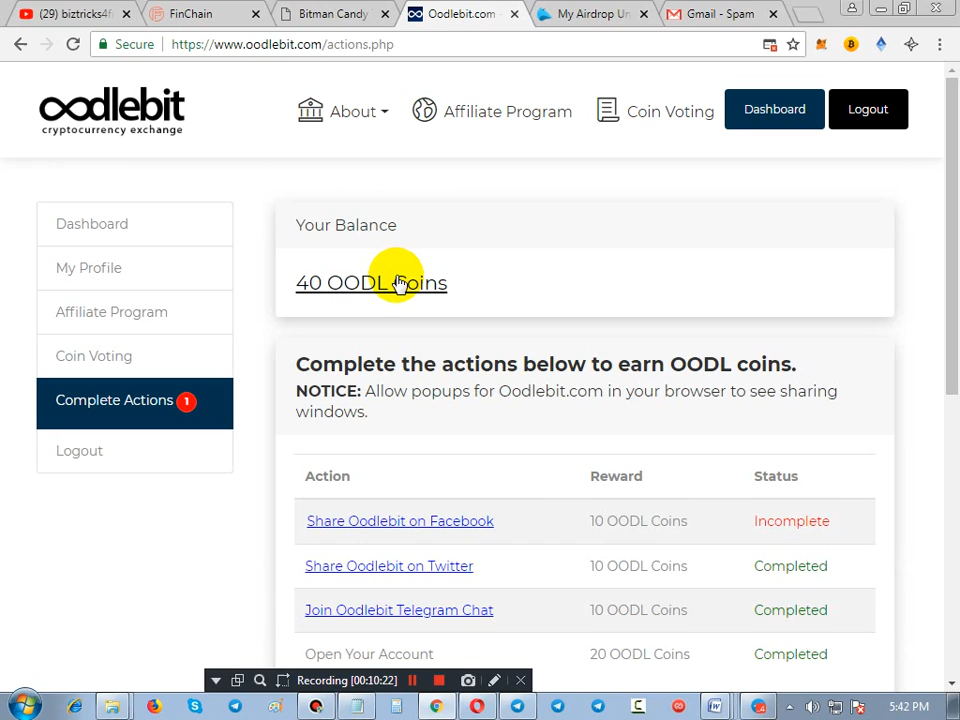 (29) biztricks4f
FinChain
Bitman Candy
Oodlebit.com -
My Airdrop Un
Gmail - Spam
Secure
https://www.oodlebit.com/actions.php
oodlebit
cryptocurrency exchange
About
Affiliate Program
Coin Voting
Dashboard
Logout
Dashboard
My Profile
Affiliate Program
Coin Voting
Complete Actions 1
Logout
Your Balance
40 OODL Coins
Complete the actions below to earn OODL coins.
NOTICE: Allow popups for Oodlebit.com in your browser to see sharing
windows.
Action Reward Status
Share Oodlebit on Facebook 10 OODL Coins Incomplete
Share Oodlebit on Twitter 10 OODL Coins Completed
Join Oodlebit Telegram Chat 10 OODL Coins Completed
Open Your Account 20 OODL Coins Completed
Recording [00:10:22]
5:42 PM